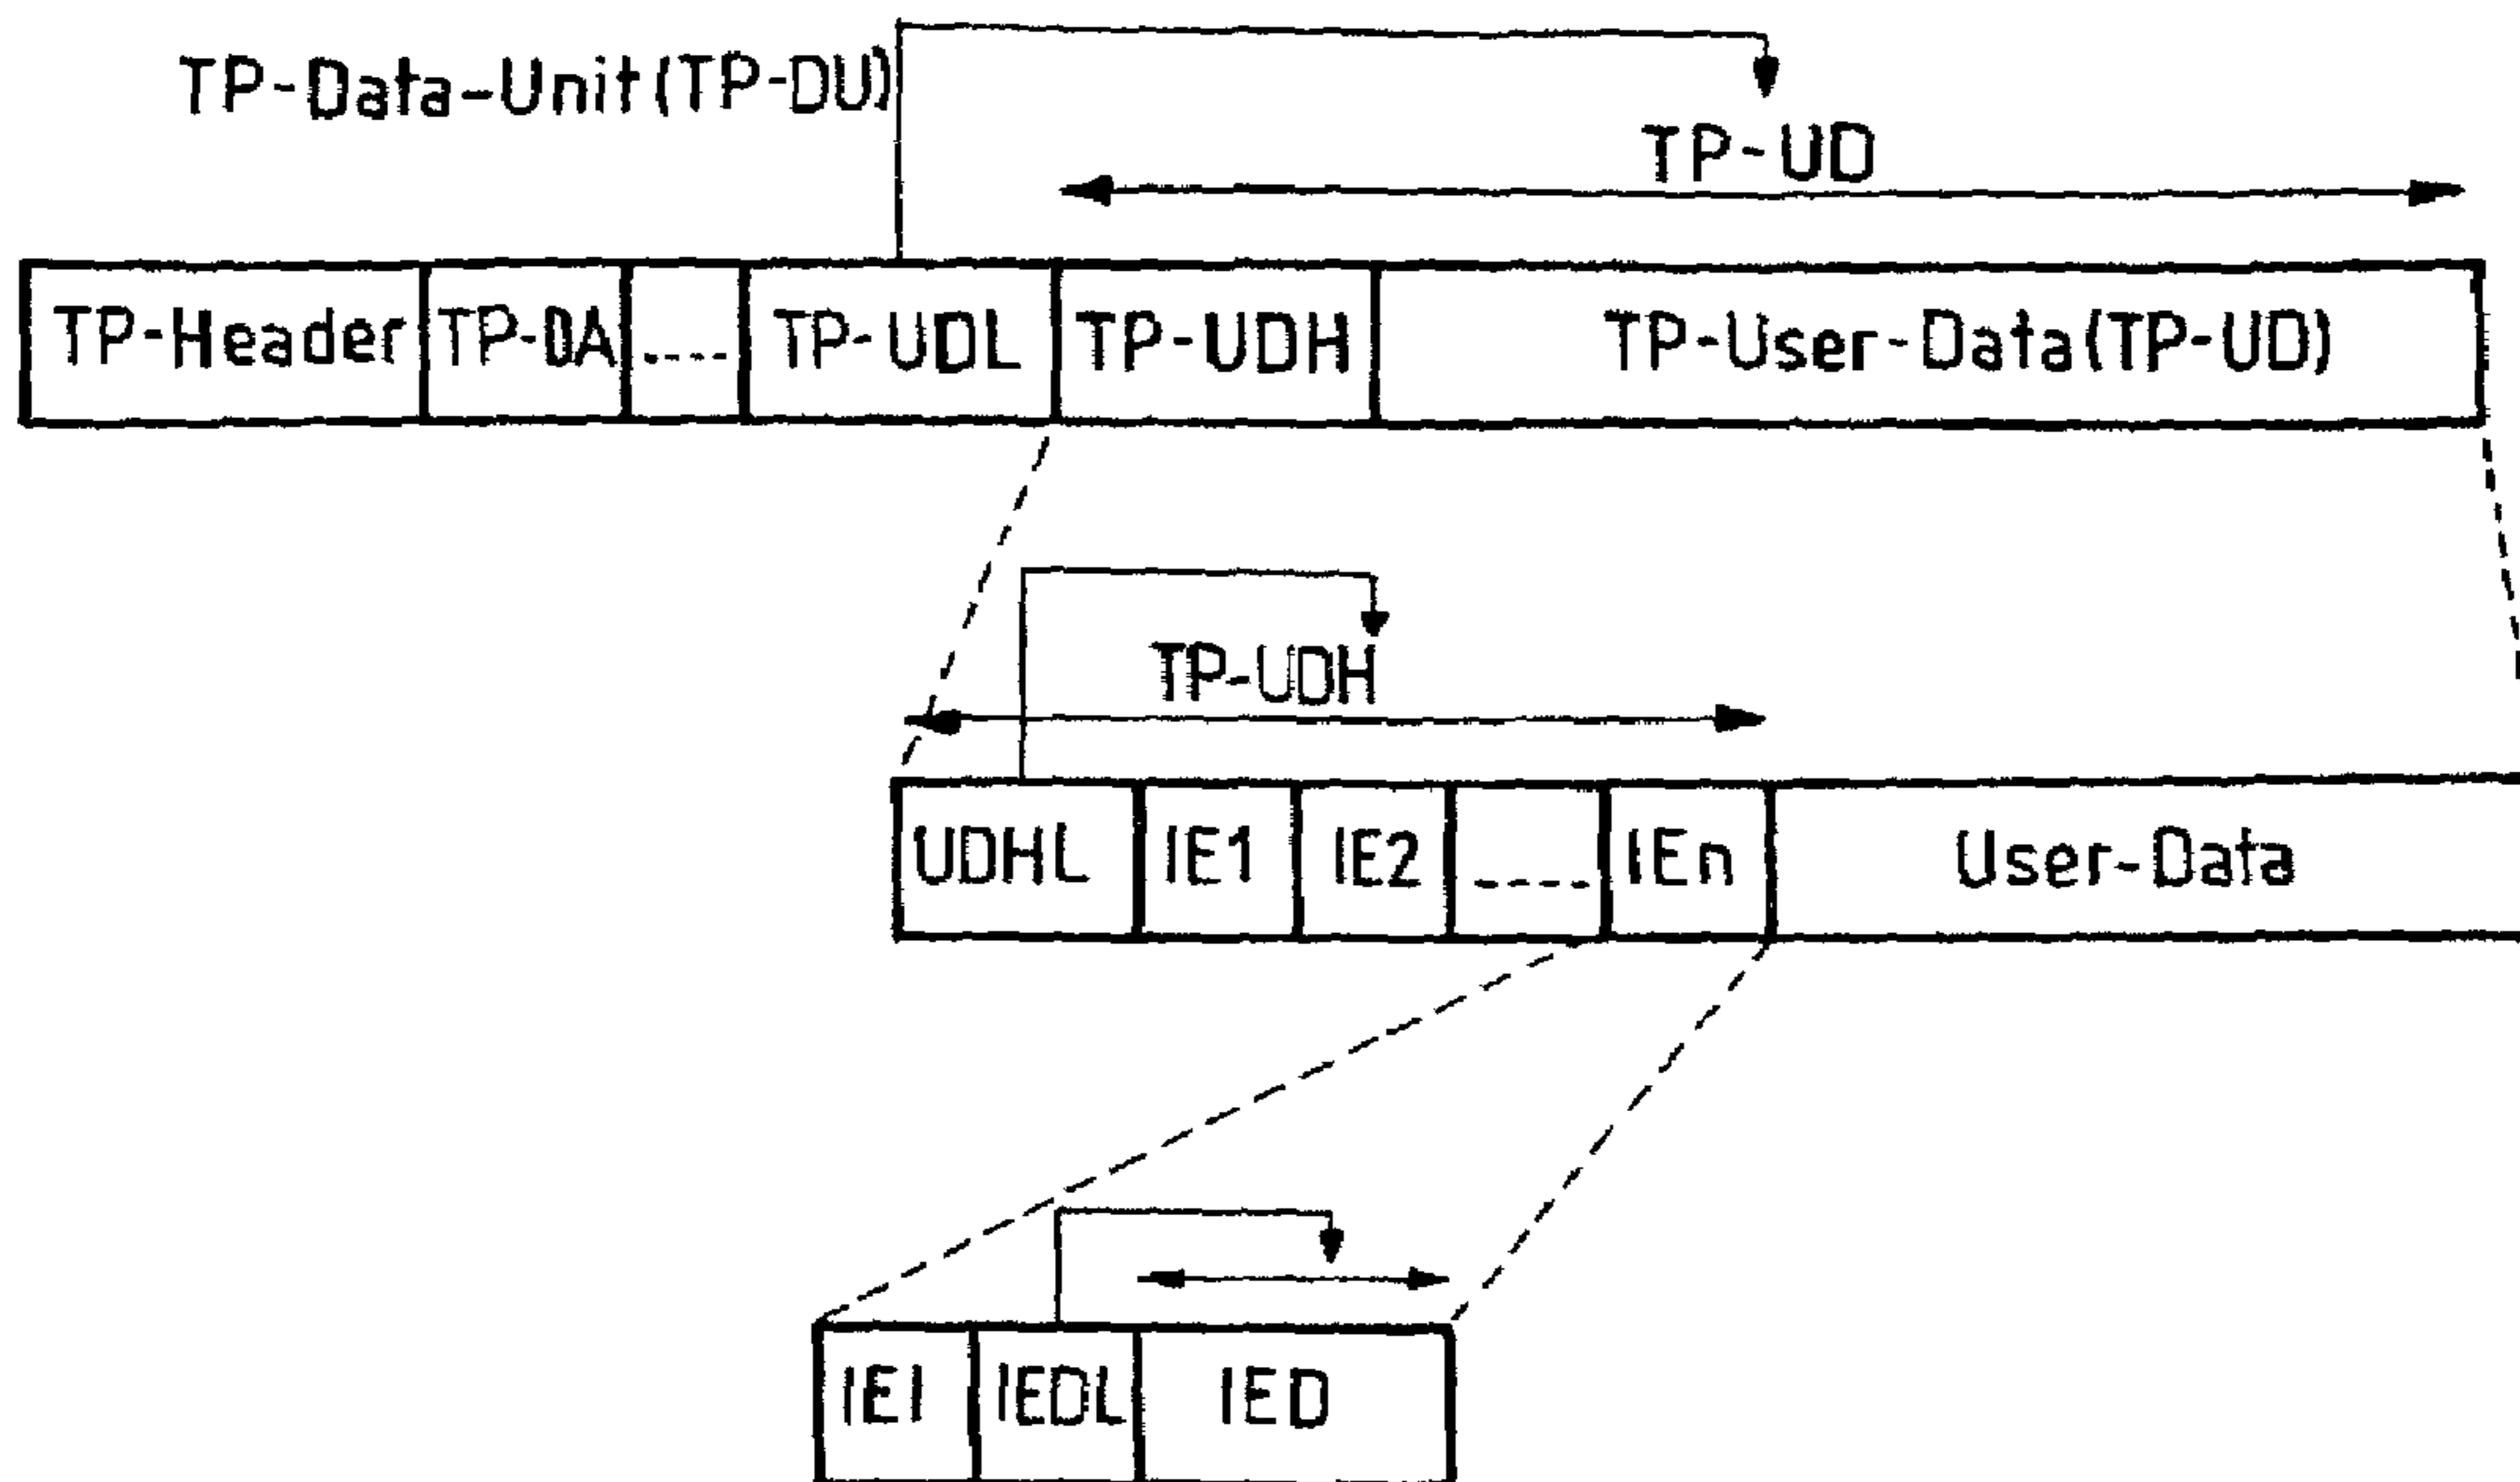 TP-Data-Unit(TP-DU)
TP-UD
TP-Header TP-DA ---- TP-UDL TP-UDH TP-User-Data(TP-UD)
TP-UDH
UDHL IE1 IE2 ----- IEn User-Data
IEI IEDL IED